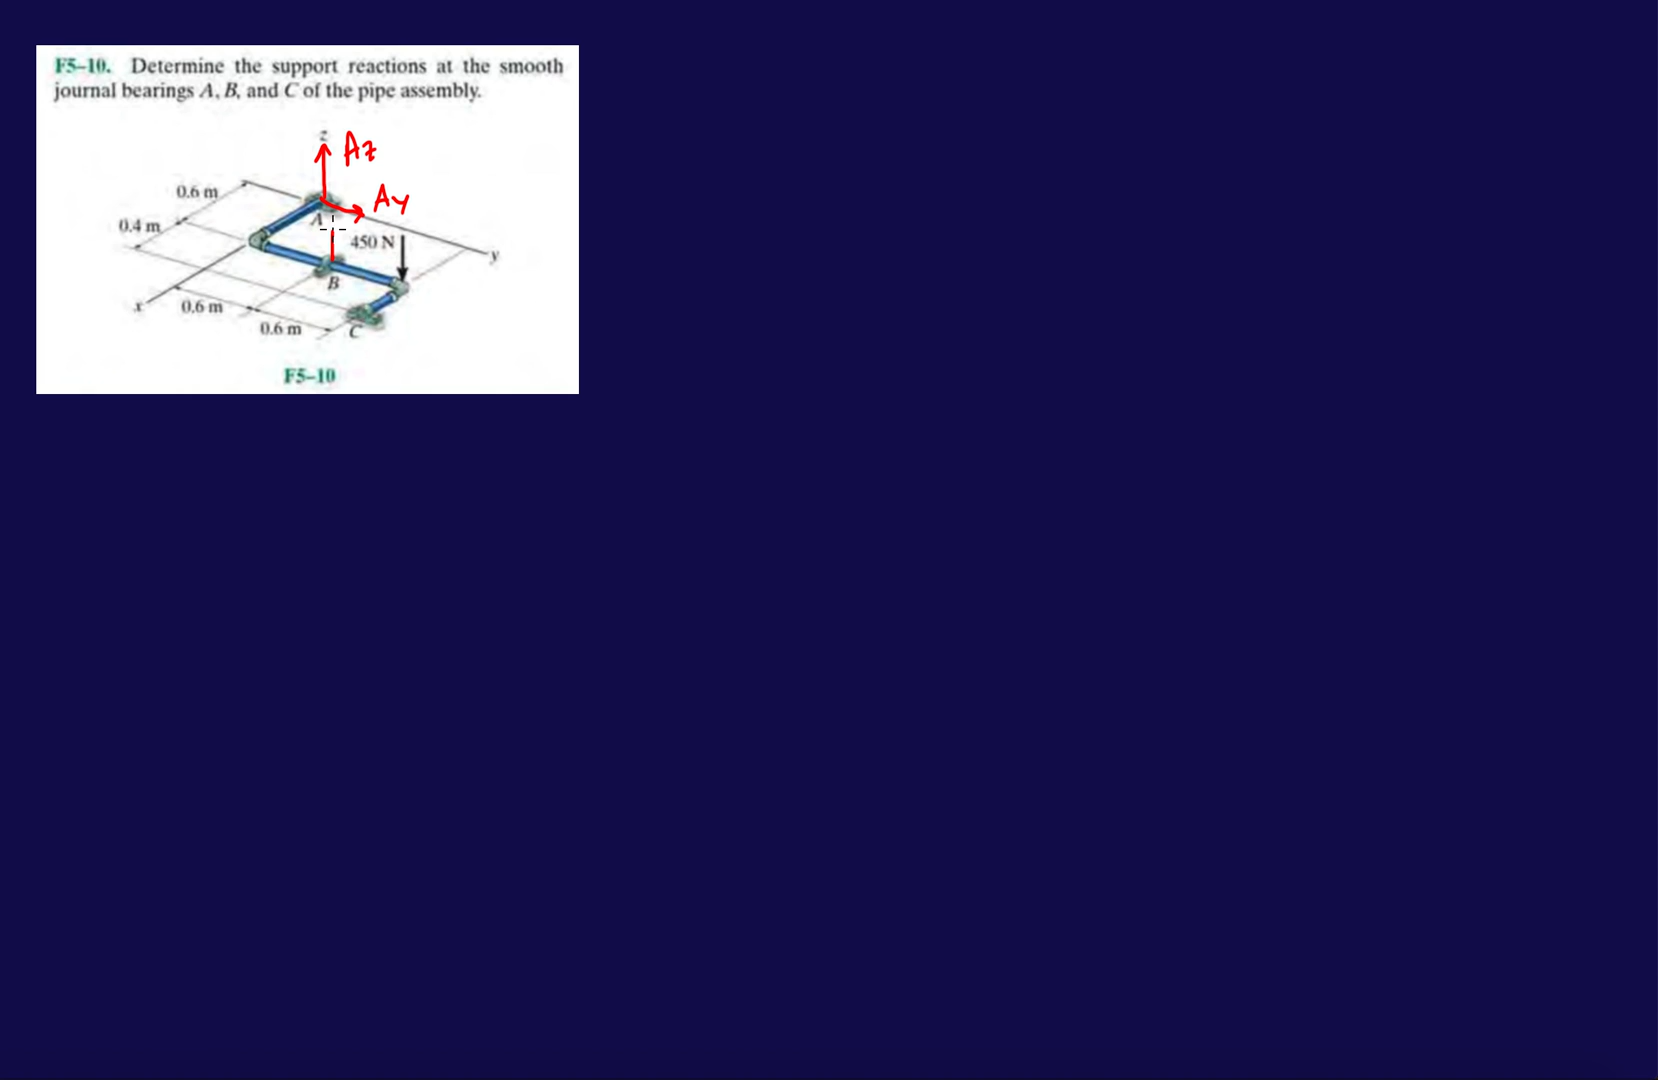 F5–10. Determine the support reactions at the smooth
journal bearings A, B, and C of the pipe assembly.
z
Az
0.6 m
Ay
A
0.4 m
450 N
y
B
x
0.6 m
0.6 m
C
F5–10